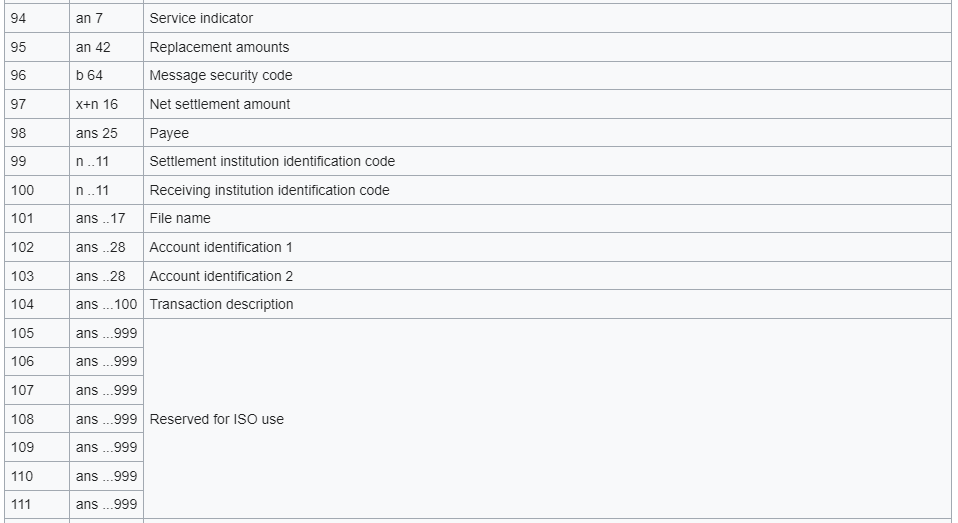 94 an 7 Service indicator
95 an 42 Replacement amounts
96 b 64 Message security code
97 x+n 16 Net settlement amount
98 ans 25 Payee
99 n ..11 Settlement institution identification code
100 n ..11 Receiving institution identification code
101 ans ..17 File name
102 ans ..28 Account identification 1
103 ans ..28 Account identification 2
104 ans ...100 Transaction description
105 ans ...999
106 ans ...999
107 ans ...999
108 ans ...999 Reserved for ISO use
109 ans ...999
110 ans ...999
111 ans ...999